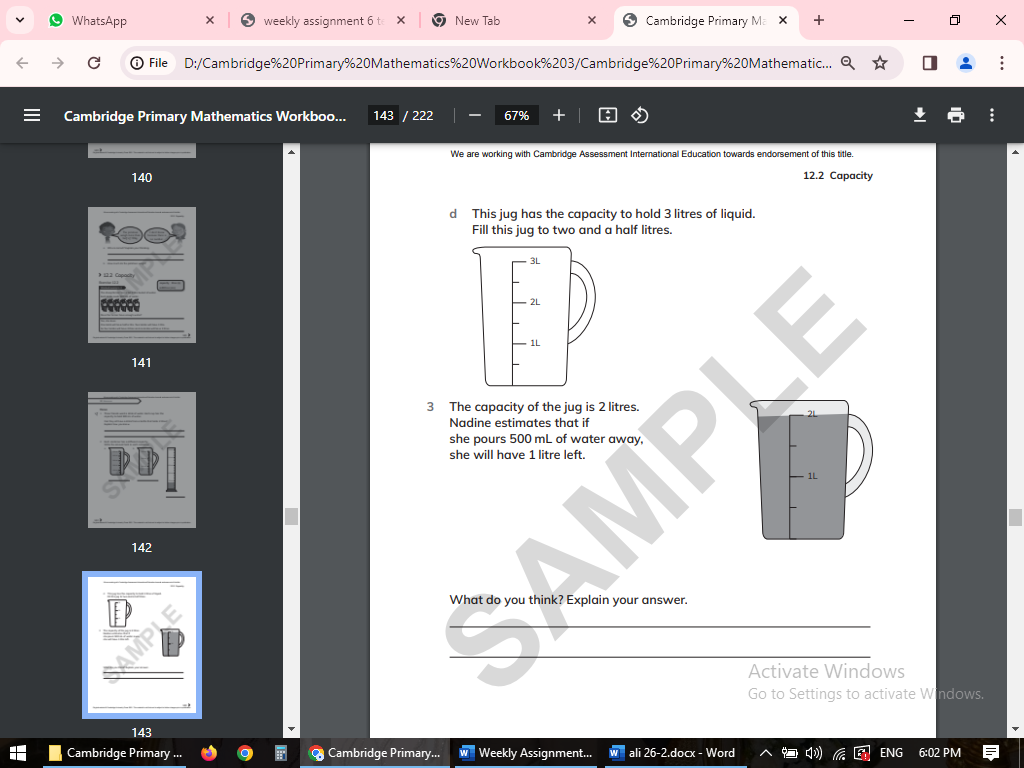 WhatsApp
weekly assignment 6 t
New Tab
Cambridge Primary Ma
File
D:/Cambridge%20Primary%20Mathematics%20Workbook%203/Cambridge%20Primary%20Mathematic...
Cambridge Primary Mathematics Workboo...
143 / 222
67%
140
141
142
143
We are working with Cambridge Assessment International Education towards endorsement of this title.
12.2 Capacity
d This jug has the capacity to hold 3 litres of liquid.
Fill this jug to two and a half litres.
3L
2L
1L
3 The capacity of the jug is 2 litres.
Nadine estimates that if
she pours 500 mL of water away,
she will have 1 litre left.
2L
1L
What do you think? Explain your answer.
SAMPLE
Activate Windows
Go to Settings to activate Windows.
Cambridge Primary ...
Cambridge Primary...
Weekly Assignment...
ali 26-2.docx - Word
ENG
6:02 PM